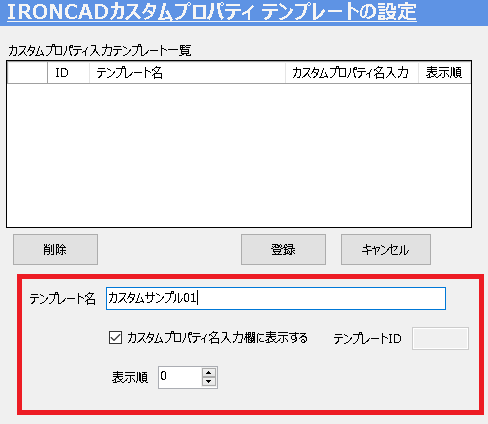 IRONCADカスタムプロパティ テンプレートの設定
カスタムプロパティ入力テンプレート一覧
ID テンプレート名 カスタムプロパティ名入力 表示順
削除 登録 キャンセル
テンプレート名 カスタムサンプル01
カスタムプロパティ名入力欄に表示する テンプレートID
表示順 0